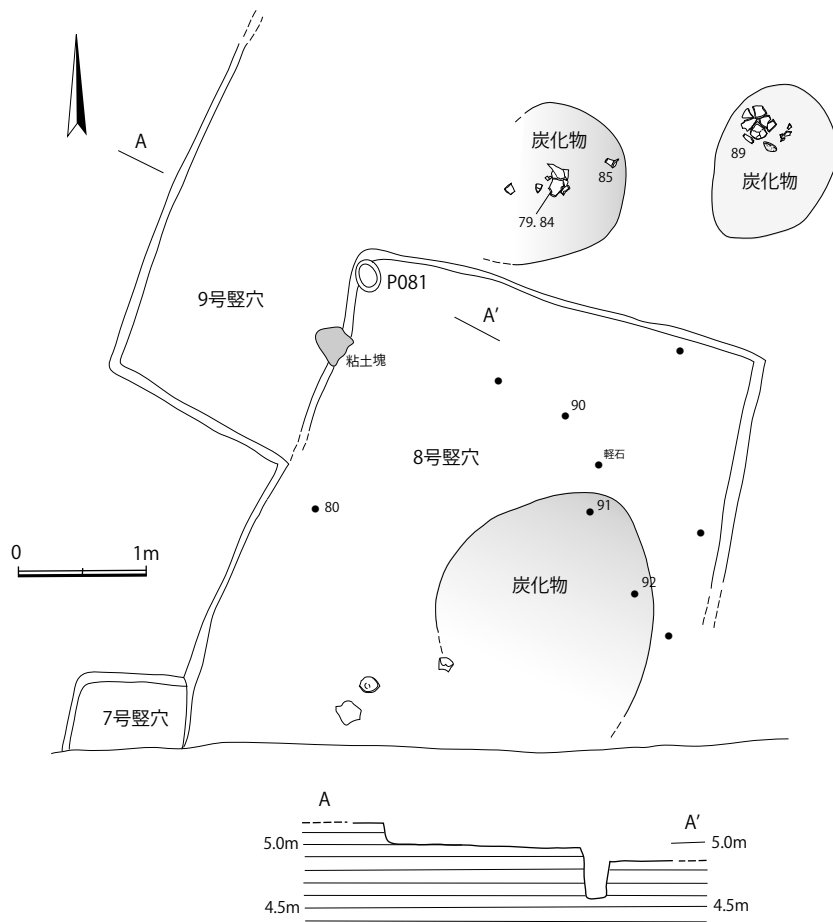 A
炭化物
89
炭化物
85
79. 84
P081
9号竪穴
A'
粘土塊
90
8号竪穴
軽石
80
91
0 1m
炭化物
92
7号竪穴
A
A'
5.0m
5.0m
4.5m
4.5m